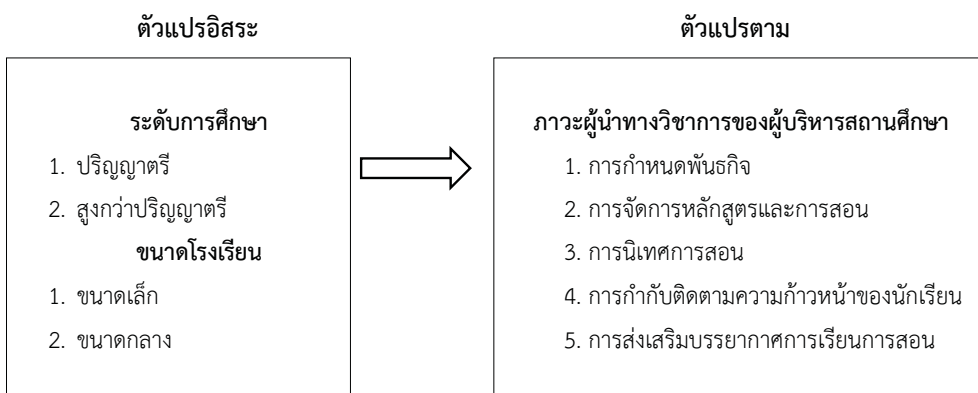 ตัวแปรอิสระ
ระดับการศึกษา
1. ปริญญาตรี
2. สูงกว่าปริญญาตรี
ขนาดโรงเรียน
1. ขนาดเล็ก
2. ขนาดกลาง
ตัวแปรตาม
ภาวะผู้นำทางวิชาการของผู้บริหารสถานศึกษา
1. การกำหนดพันธกิจ
2. การจัดการหลักสูตรและการสอน
3. การนิเทศการสอน
4. การกำกับติดตามความก้าวหน้าของนักเรียน
5. การส่งเสริมบรรยากาศการเรียนการสอน